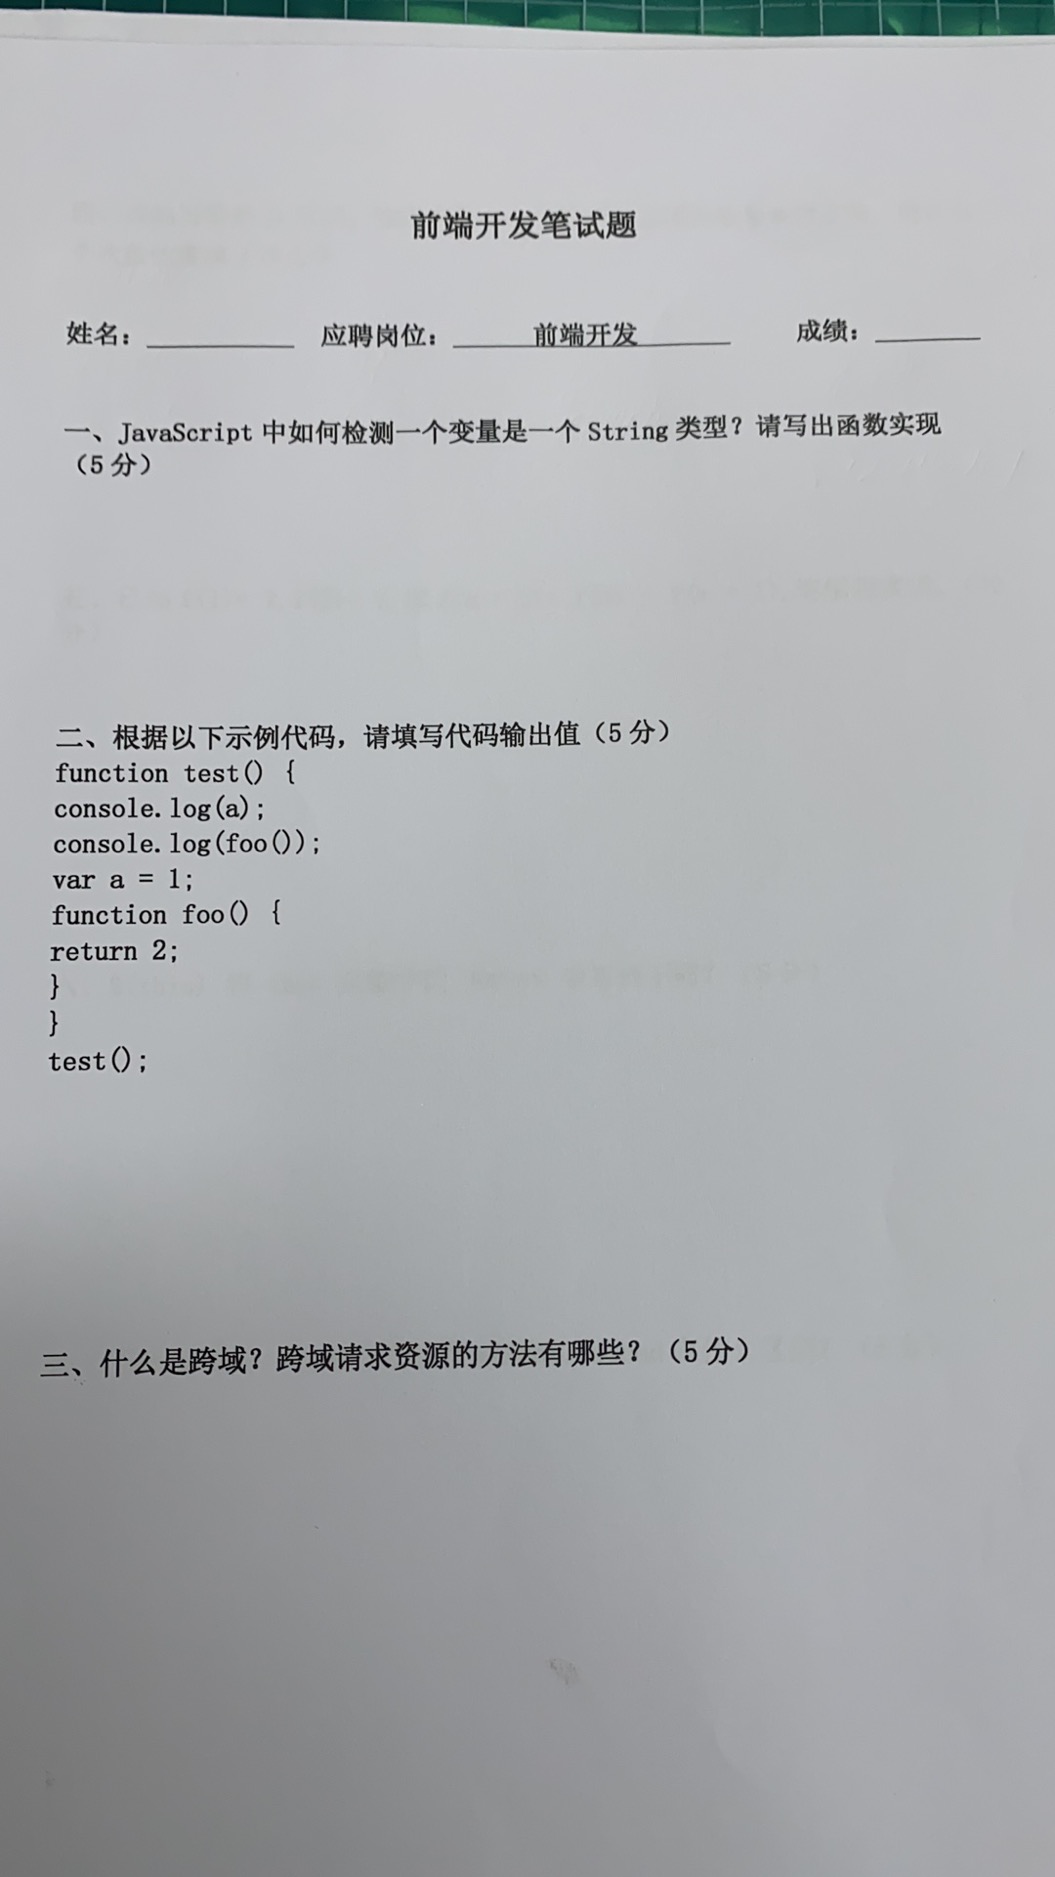 前端开发笔试题
姓名：__________ 应聘岗位：_____前端开发______ 成绩：_______
一、JavaScript 中如何检测一个变量是一个 String 类型？请写出函数实现
（5 分）
二、根据以下示例代码，请填写代码输出值（5 分）
function test() {
console.log(a);
console.log(foo());
var a = 1;
function foo() {
return 2;
}
}
test();
三、什么是跨域？跨域请求资源的方法有哪些？（5 分）